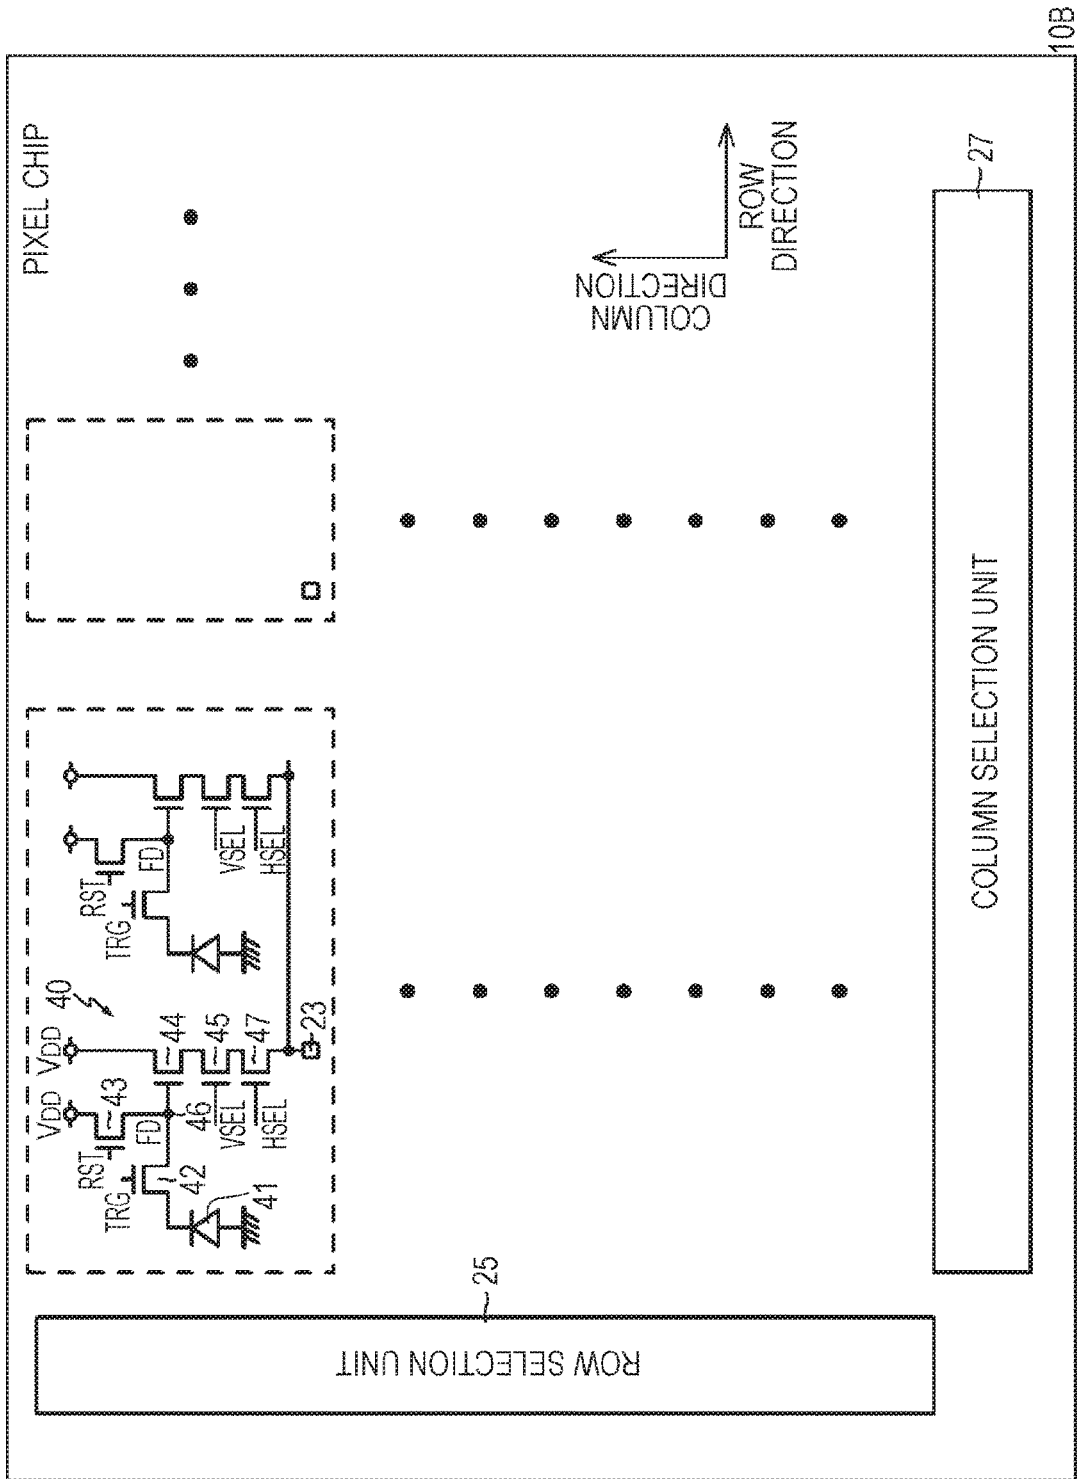 PIXEL CHIP
VDD
VDD
40
RST
43
TRG
FD
44
42
46
VSEL
45
HSEL
47
41
23
RST
TRG
FD
VSEL
HSEL
COLUMN
DIRECTION
ROW
DIRECTION
ROW SELECTION UNIT
25
COLUMN SELECTION UNIT
27
10B